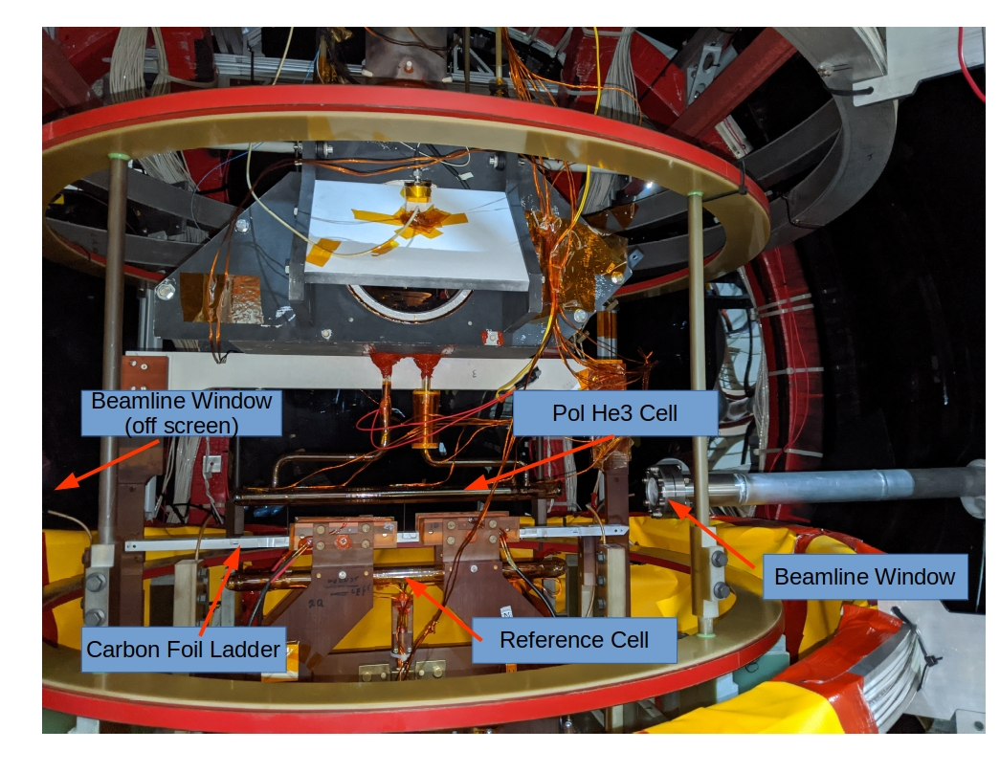 Beamline Window
(off screen)
Pol He3 Cell
Beamline Window
Reference Cell
Carbon Foil Ladder